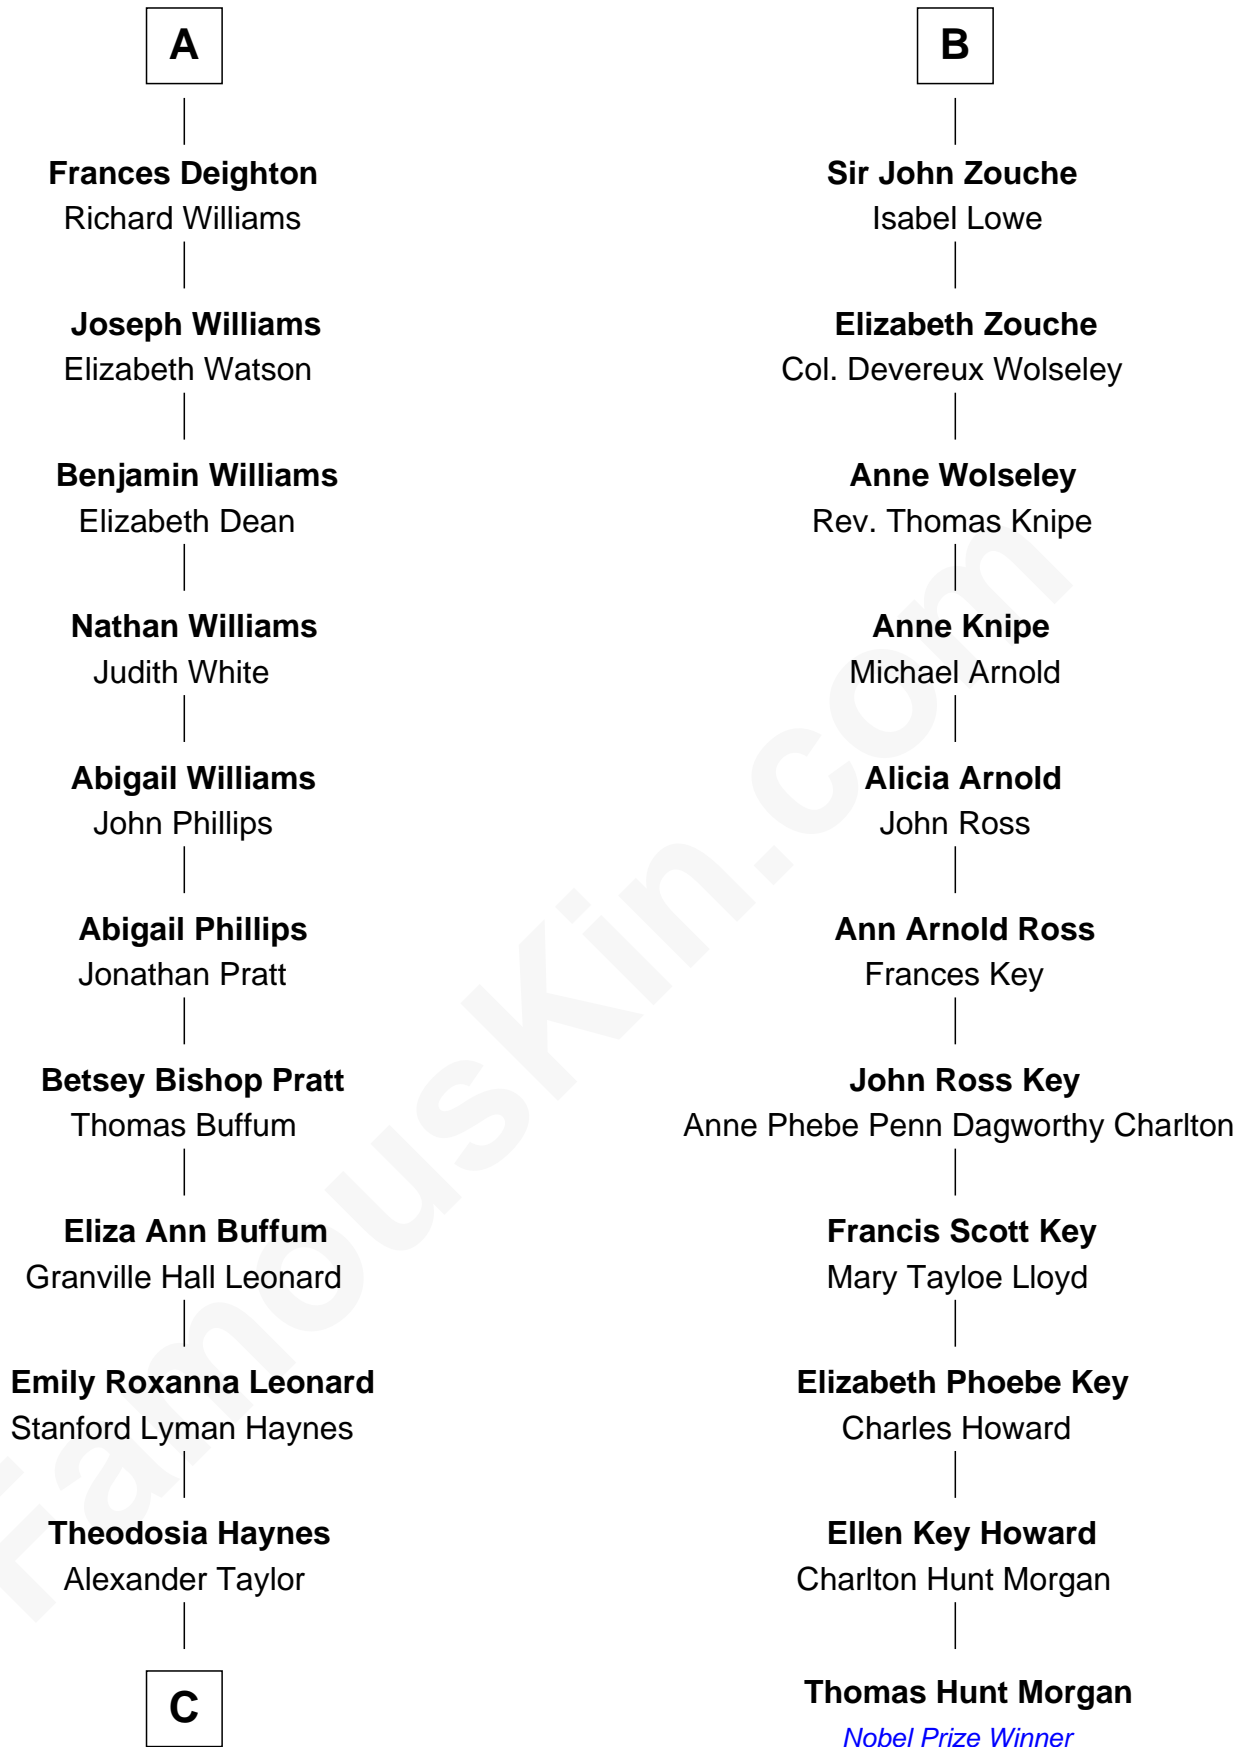 A
Frances Deighton
Richard Williams
Joseph Williams
Elizabeth Watson
Benjamin Williams
Elizabeth Dean
Nathan Williams
Judith White
Abigail Williams
John Phillips
Abigail Phillips
Jonathan Pratt
Betsey Bishop Pratt
Thomas Buffum
Eliza Ann Buffum
Granville Hall Leonard
Emily Roxanna Leonard
Stanford Lyman Haynes
Theodosia Haynes
Alexander Taylor
C
B
Sir John Zouche
Isabel Lowe
Elizabeth Zouche
Col. Devereux Wolseley
Anne Wolseley
Rev. Thomas Knipe
Anne Knipe
Michael Arnold
Alicia Arnold
John Ross
Ann Arnold Ross
Frances Key
John Ross Key
Anne Phebe Penn Dagworthy Charlton
Francis Scott Key
Mary Tayloe Lloyd
Elizabeth Phoebe Key
Charles Howard
Ellen Key Howard
Charlton Hunt Morgan
Thomas Hunt Morgan
Nobel Prize Winner
FamousKin.com